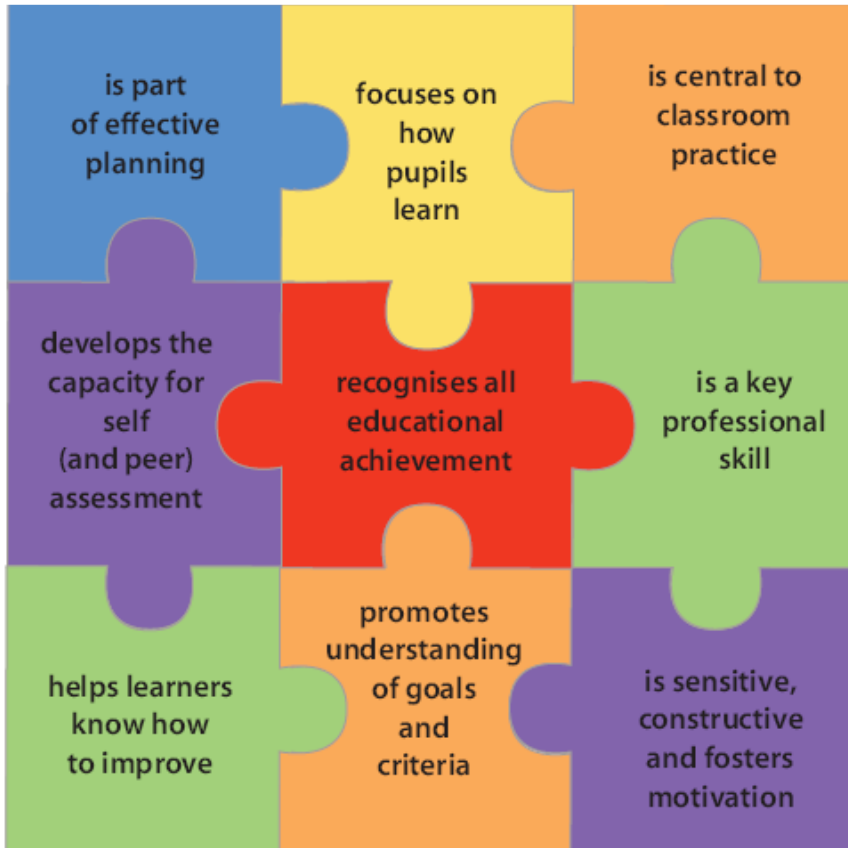 is part
of effective
planning
focuses on
how
pupils
learn
is central to
classroom
practice
develops the
capacity for
self
(and peer)
assessment
recognises all
educational
achievement
is a key
professional
skill
helps learners
know how
to improve
promotes
understanding
of goals
and
criteria
is sensitive,
constructive
and fosters
motivation